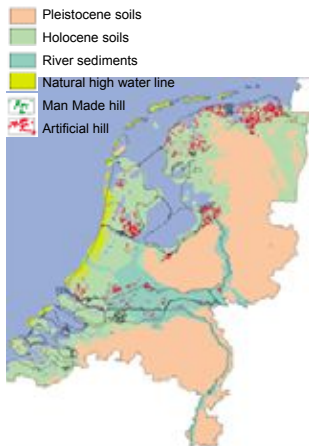 Pleistocene soils
Holocene soils
River sediments
Natural high water line
Man Made hill
Artificial hill